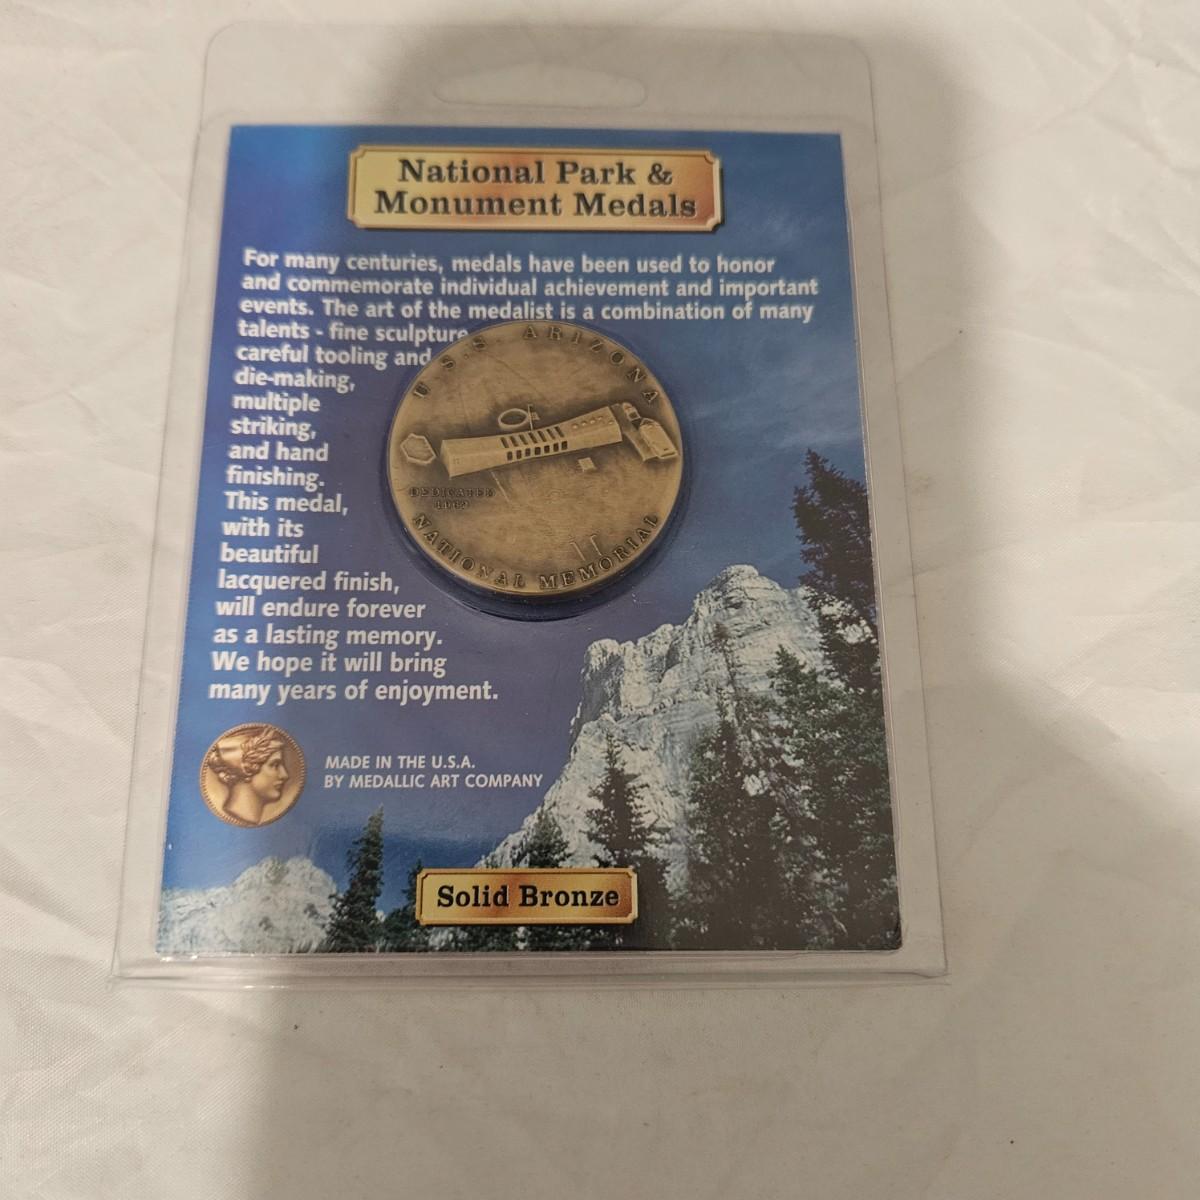 National Park &
Monument Medals
For many centuries, medals have been used to honor
and commemorate individual achievement and important
events. The art of the medalist is a combination of many
talents - fine sculpture
careful tooling and
die-making,
multiple
striking,
and hand
finishing.
This medal,
with its
beautiful
lacquered finish,
will endure forever
as a lasting memory.
We hope it will bring
many years of enjoyment.
U.S.S. ARIZONA
DEDICATED
1962
NATIONAL MEMORIAL
MADE IN THE U.S.A.
BY MEDALLIC ART COMPANY
Solid Bronze